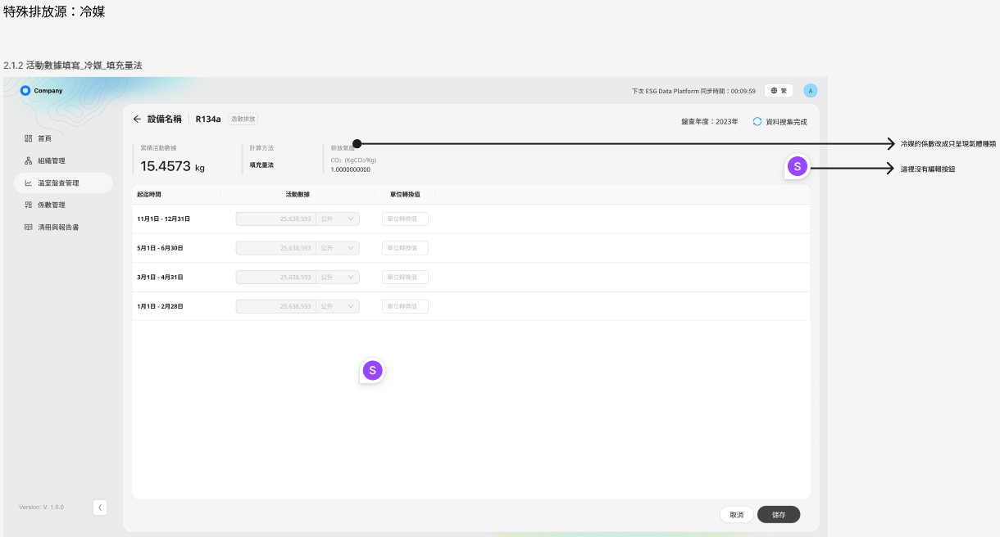 特殊排放源：冷媒
2.1.2 活動數據填寫_冷媒_填充量法
Company
下次 ESG Data Platform 同步時間：00:09:59
繁
A
設備名稱
R134a
逸散排放
盤查年度：2023年
資料搜集完成
首頁
組織管理
溫室盤查管理
係數管理
清冊與報告書
累積活動數據
15.4573 kg
計算方法
填充量法
排放氣體
CO₂ (KgCO₂/Kg)
1.0000000000
冷媒的係數改成只呈現氣體種類
S
這裡沒有編輯按鈕
起迄時間 活動數據 單位轉換值
11月1日 - 12月31日 25,638,593 公升 單位轉換值
5月1日 - 6月30日 25,638,593 公升 單位轉換值
3月1日 - 4月31日 25,638,593 公升 單位轉換值
1月1日 - 2月28日 25,638,593 公升 單位轉換值
S
Version: V. 1.0.0
取消
儲存